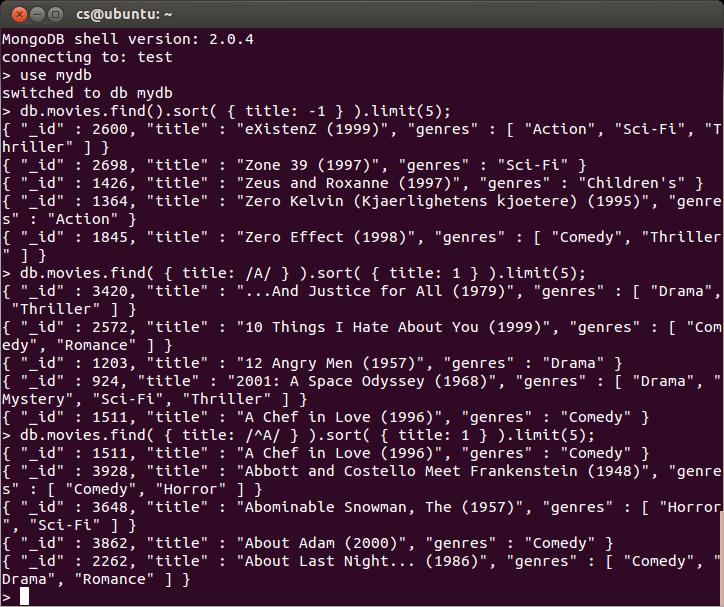 cs@ubuntu: ~
MongoDB shell version: 2.0.4
connecting to: test
> use mydb
switched to db mydb
> db.movies.find().sort( { title: -1 } ).limit(5);
{ "_id" : 2600, "title" : "eXistenZ (1999)", "genres" : [ "Action", "Sci-Fi", "T
hriller" ] }
{ "_id" : 2698, "title" : "Zone 39 (1997)", "genres" : "Sci-Fi" }
{ "_id" : 1426, "title" : "Zeus and Roxanne (1997)", "genres" : "Children's" }
{ "_id" : 1364, "title" : "Zero Kelvin (Kjaerlighetens kjoetere) (1995)", "genre
s" : "Action" }
{ "_id" : 1845, "title" : "Zero Effect (1998)", "genres" : [ "Comedy", "Thriller
" ] }
> db.movies.find( { title: /A/ } ).sort( { title: 1 } ).limit(5);
{ "_id" : 3420, "title" : "...And Justice for All (1979)", "genres" : [ "Drama",
 "Thriller" ] }
{ "_id" : 2572, "title" : "10 Things I Hate About You (1999)", "genres" : [ "Com
edy", "Romance" ] }
{ "_id" : 1203, "title" : "12 Angry Men (1957)", "genres" : "Drama" }
{ "_id" : 924, "title" : "2001: A Space Odyssey (1968)", "genres" : [ "Drama", "
Mystery", "Sci-Fi", "Thriller" ] }
{ "_id" : 1511, "title" : "A Chef in Love (1996)", "genres" : "Comedy" }
> db.movies.find( { title: /^A/ } ).sort( { title: 1 } ).limit(5);
{ "_id" : 1511, "title" : "A Chef in Love (1996)", "genres" : "Comedy" }
{ "_id" : 3928, "title" : "Abbott and Costello Meet Frankenstein (1948)", "genre
s" : [ "Comedy", "Horror" ] }
{ "_id" : 3648, "title" : "Abominable Snowman, The (1957)", "genres" : [ "Horror
", "Sci-Fi" ] }
{ "_id" : 3862, "title" : "About Adam (2000)", "genres" : "Comedy" }
{ "_id" : 2262, "title" : "About Last Night... (1986)", "genres" : [ "Comedy", "
Drama", "Romance" ] }
>